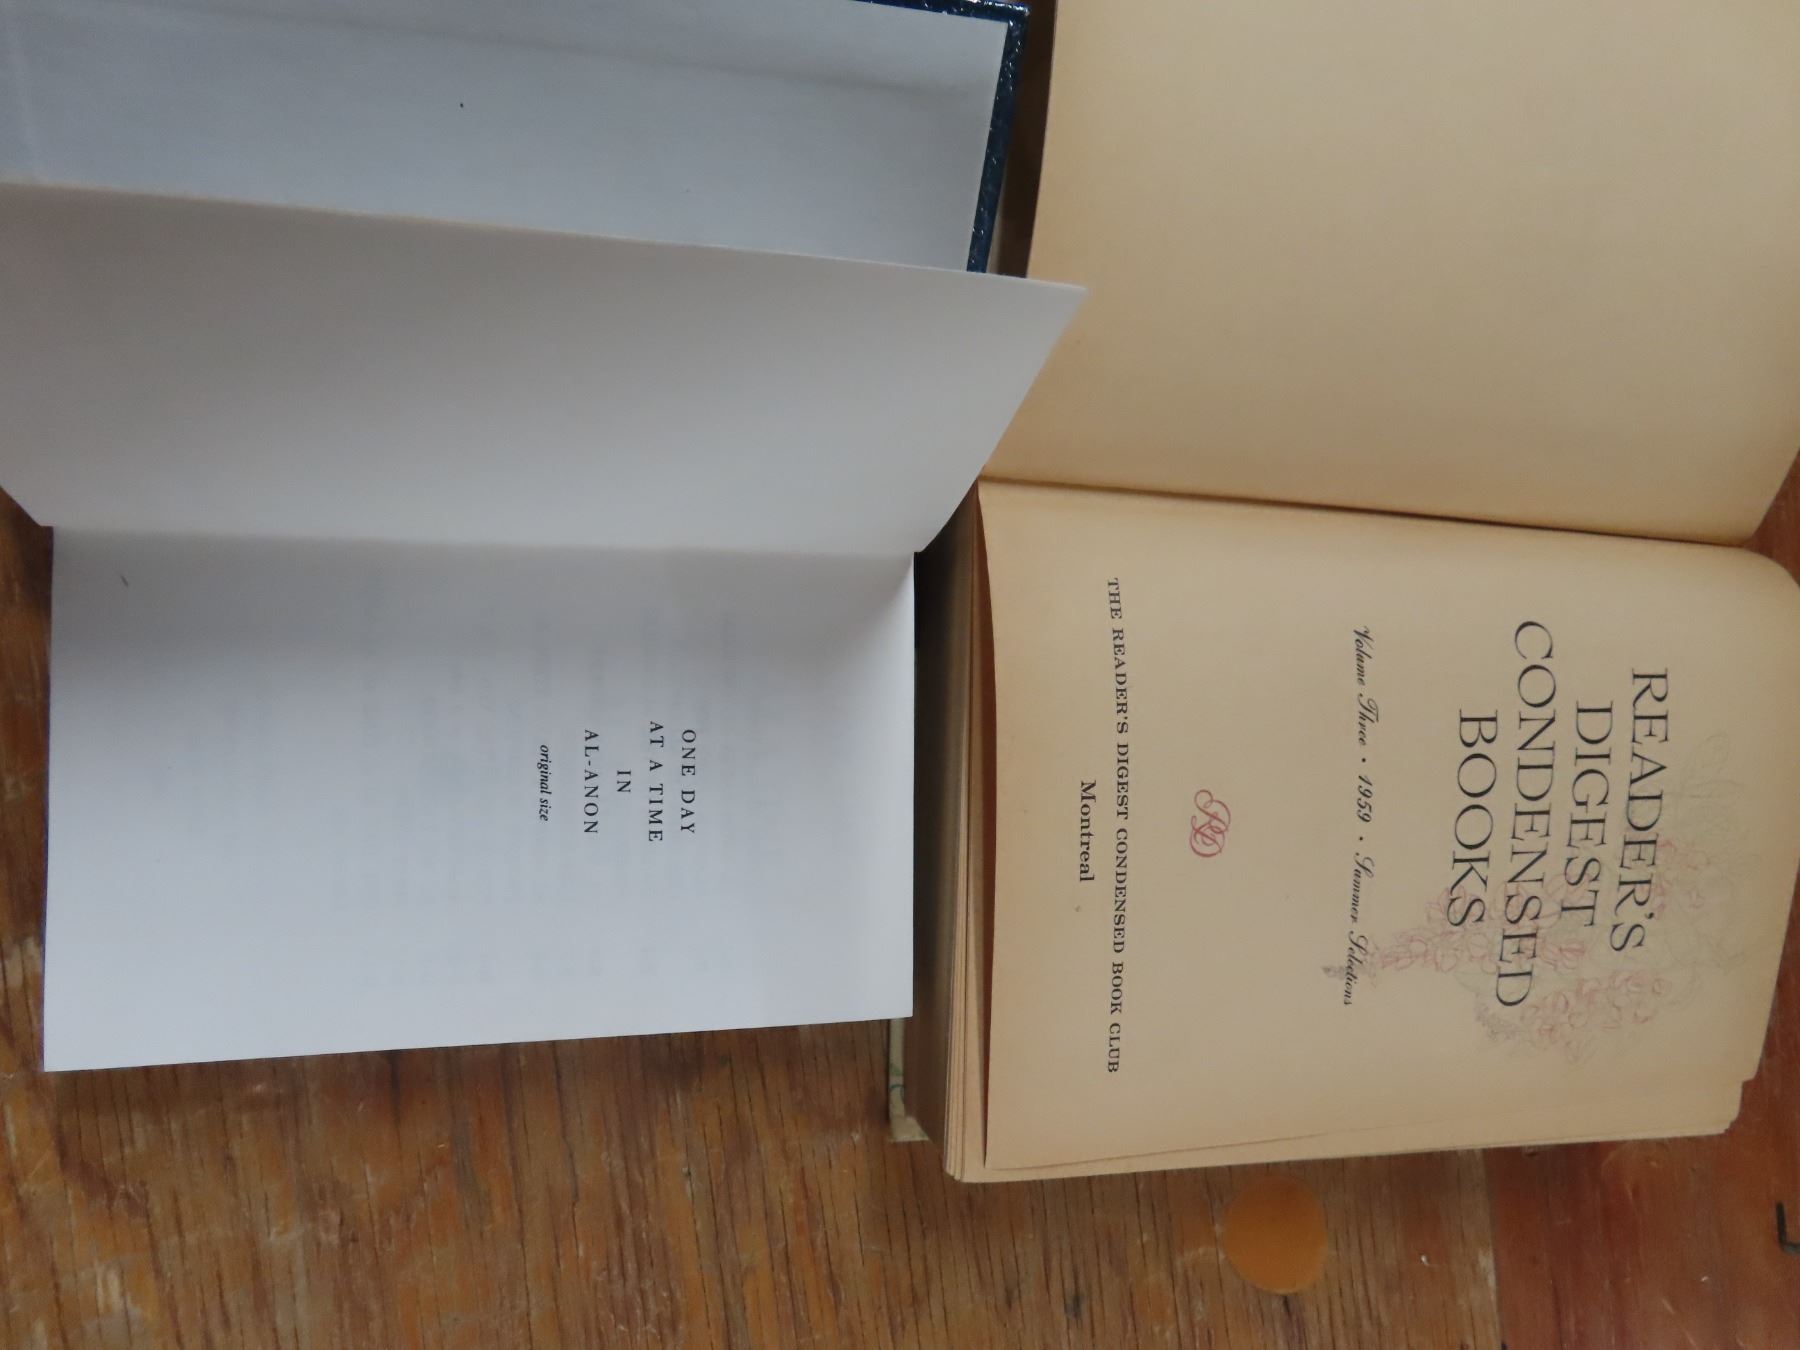 READER'S
DIGEST
CONDENSED
BOOKS
Volume Three • 1959 • Summer Selections
RD
THE READER'S DIGEST CONDENSED BOOK CLUB
Montreal
ONE DAY
AT A TIME
IN
AL-ANON
original size